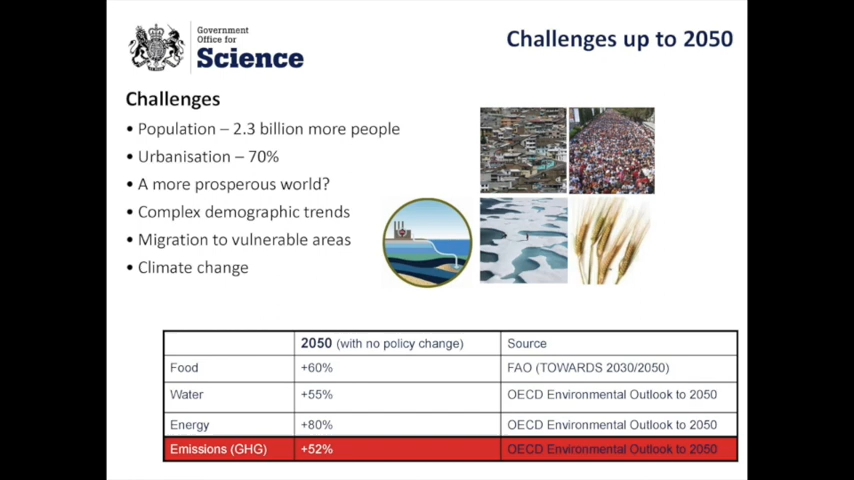 Government
Office for
Science
Challenges up to 2050
Challenges
• Population – 2.3 billion more people
• Urbanisation – 70%
• A more prosperous world?
• Complex demographic trends
• Migration to vulnerable areas
• Climate change
2050 (with no policy change) Source
Food +60% FAO (TOWARDS 2030/2050)
Water +55% OECD Environmental Outlook to 2050
Energy +80% OECD Environmental Outlook to 2050
Emissions (GHG) +52% OECD Environmental Outlook to 2050